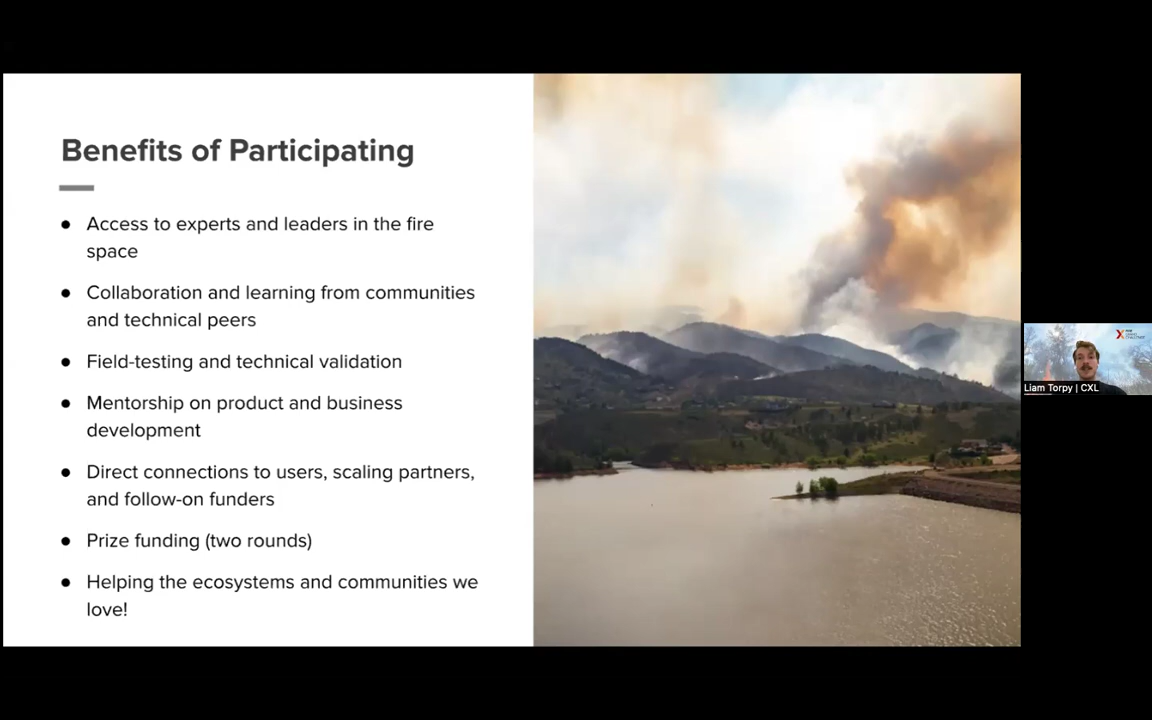 Benefits of Participating
● Access to experts and leaders in the fire
space
● Collaboration and learning from communities
and technical peers
● Field-testing and technical validation
● Mentorship on product and business
development
● Direct connections to users, scaling partners,
and follow-on funders
● Prize funding (two rounds)
● Helping the ecosystems and communities we
love!
Liam Torpy | CXL